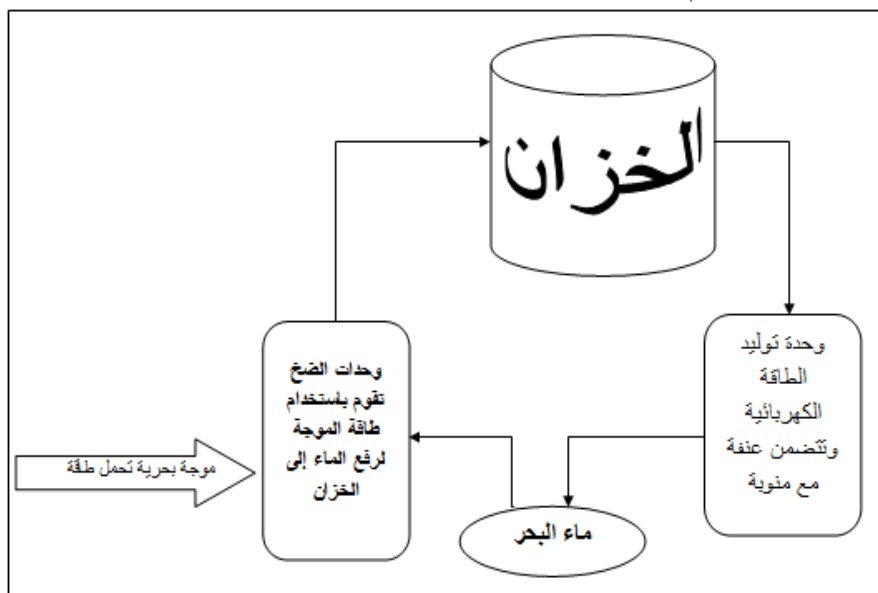 الخزان
وحدة توليد
الطاقة
الكهربائية
وتتضمن عنفة
مع منوبة
وحدات الضخ
تقوم باستخدام
طاقة الموجة
لرفع الماء إلى
الخزان
موجة بحرية تحمل طاقة
ماء البحر